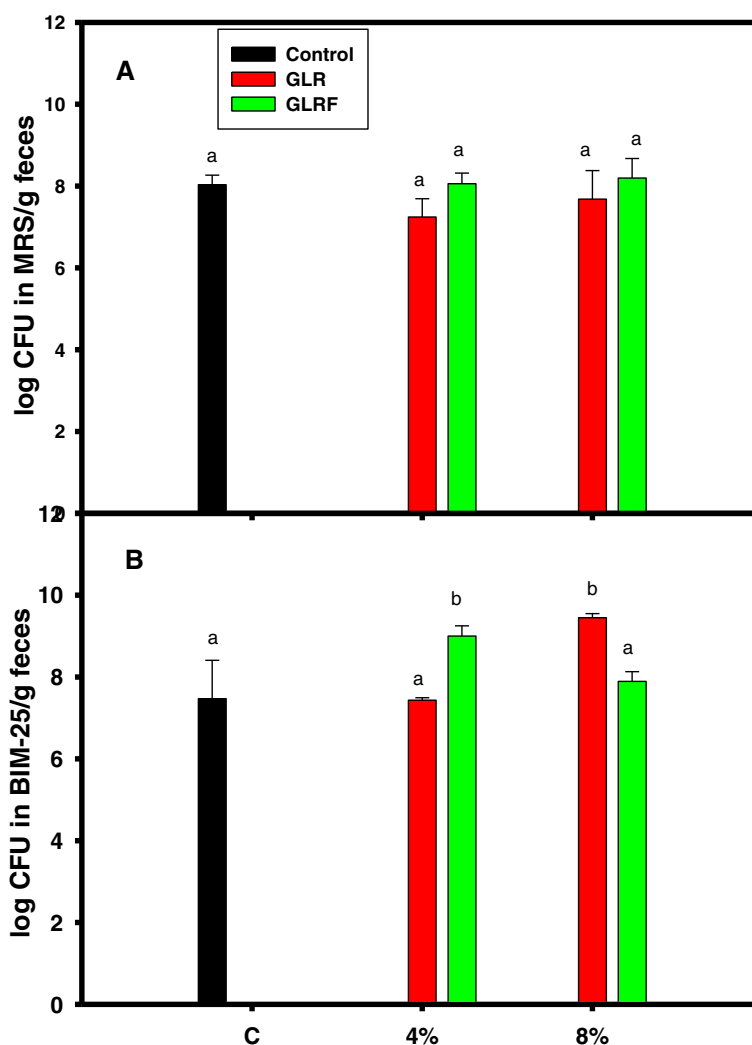 12
A
Control
GLR
GLRF
10
a a a a a
8
6
4
2
log CFU in MRS/g feces
0
12
B
10
a a b b a
8
6
4
2
0
log CFU in BIM-25/g feces
C 4% 8%